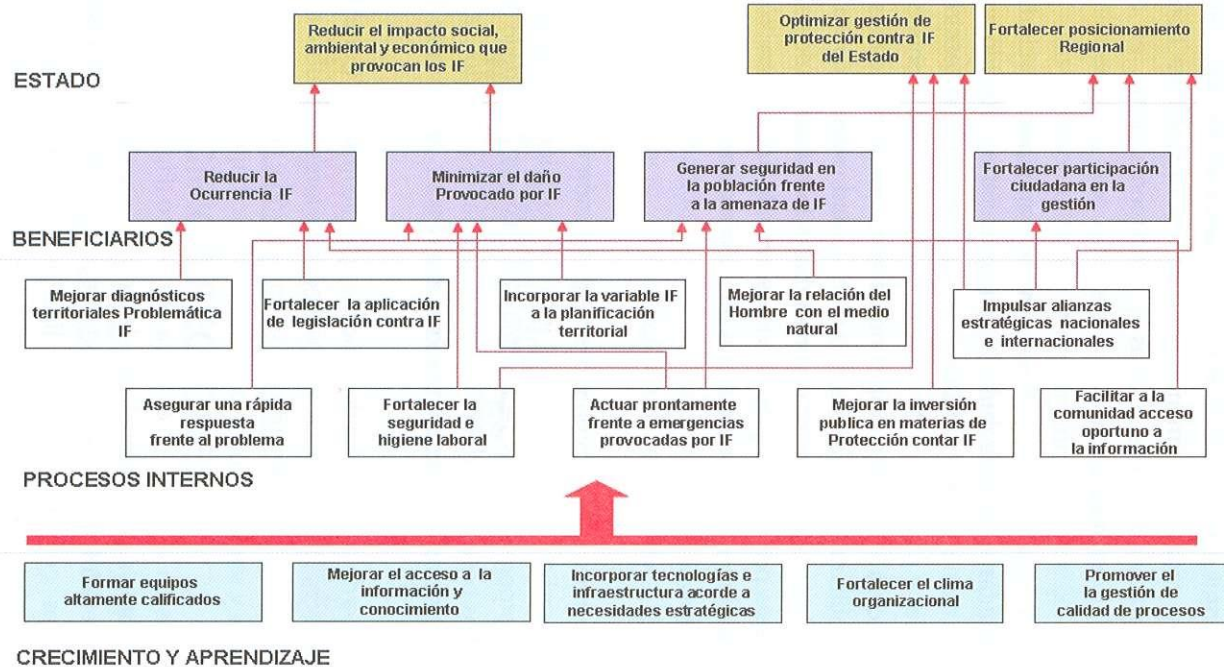 Reducir el impacto social,
ambiental y económico que
provocan los IF
Optimizar gestión de
protección contra IF
del Estado
Fortalecer posicionamiento
Regional
ESTADO
Reducir la
Ocurrencia IF
Minimizar el daño
Provocado por IF
Generar seguridad en
la población frente
a la amenaza de IF
Fortalecer participación
ciudadana en la
gestión
BENEFICIARIOS
Mejorar diagnósticos
territoriales Problemática
IF
Fortalecer la aplicación
de legislación contra IF
Incorporar la variable IF
a la planificación
territorial
Mejorar la relación del
Hombre con el medio
natural
Impulsar alianzas
estratégicas nacionales
e internacionales
Asegurar una rápida
respuesta
frente al problema
Fortalecer la
seguridad e
higiene laboral
Actuar prontamente
frente a emergencias
provocadas por IF
Mejorar la inversión
publica en materias de
Protección contar IF
Facilitar a la
comunidad acceso
oportuno a
la información
PROCESOS INTERNOS
Formar equipos
altamente calificados
Mejorar el acceso a la
información y
conocimiento
Incorporar tecnologías e
infraestructura acorde a
necesidades estratégicas
Fortalecer el clima
organizacional
Promover el
la gestión de
calidad de procesos
CRECIMIENTO Y APRENDIZAJE